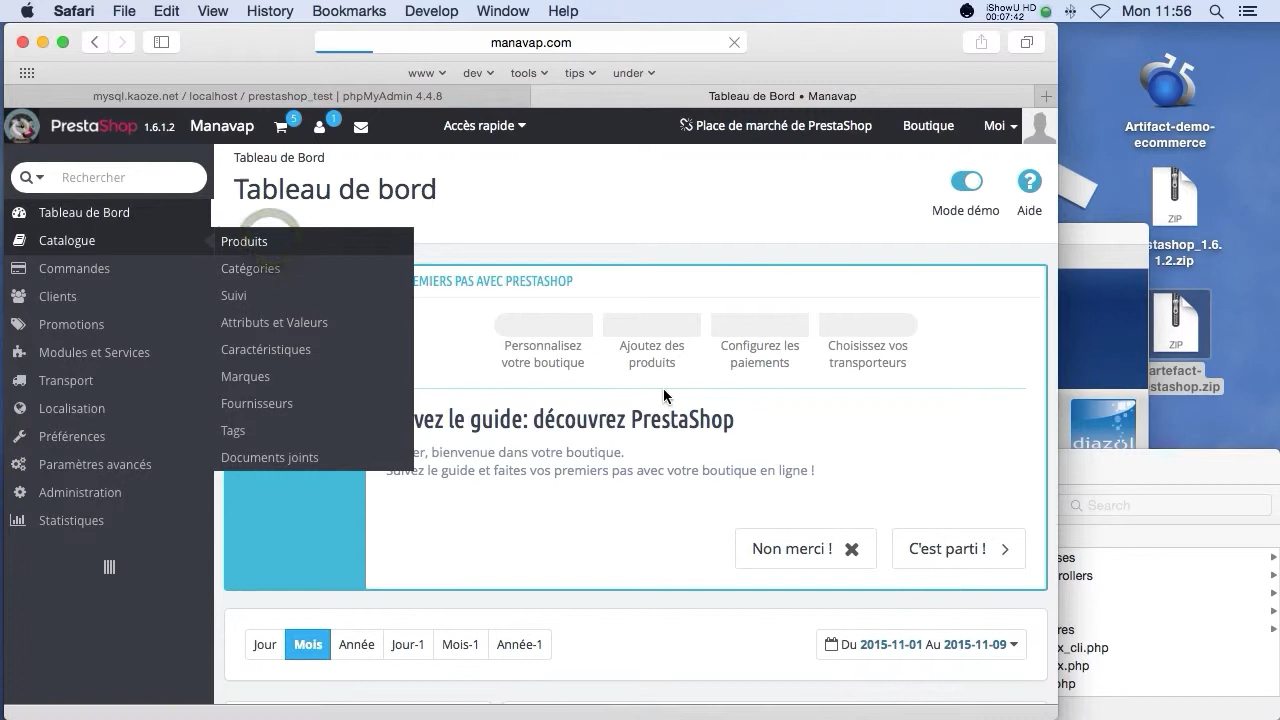 Safari File Edit View History Bookmarks Develop Window Help
iShowU HD
00:07:42
Mon 11:56
manavap.com
www dev tools tips under
mysql.kaoze.net / localhost / prestashop_test | phpMyAdmin 4.4.8
Tableau de Bord • Manavap
PrestaShop 1.6.1.2 Manavap 5 1 Accès rapide Place de marché de PrestaShop Boutique Moi
Rechercher
Tableau de Bord
Catalogue
Commandes
Clients
Promotions
Modules et Services
Transport
Localisation
Préférences
Paramètres avancés
Administration
Statistiques
Produits
Catégories
Suivi
Attributs et Valeurs
Caractéristiques
Marques
Fournisseurs
Tags
Documents joints
Tableau de Bord
Tableau de bord
Mode démo
Aide
EMIERS PAS AVEC PRESTASHOP
Personnalisez
votre boutique
Ajoutez des
produits
Configurez les
paiements
Choisissez vos
transporteurs
vez le guide: découvrez PrestaShop
er, bienvenue dans votre boutique.
Suivez le guide et faites vos premiers pas avec votre boutique en ligne !
Non merci !
C'est parti !
Jour Mois Année Jour-1 Mois-1 Année-1
Du 2015-11-01 Au 2015-11-09
Artifact-demo-
ecommerce
ZIP
stashop_1.6.
1.2.zip
ZIP
artefact-
stashop.zip
diazol
Search
ses
rollers
res
x_cli.php
x.php
php